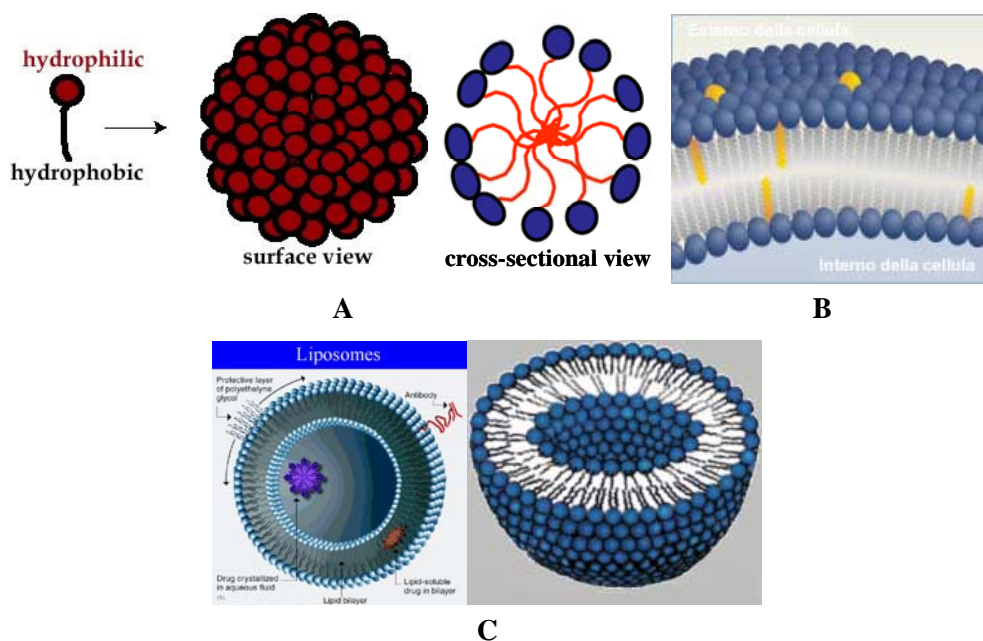 hydrophilic
hydrophobic
surface view
cross-sectional view
A
Esterno della cellula
Interno della cellula
B
Liposomes
Protective layer
of polyethelyne
glycol
Antibody
Drug crystallized
in aqueous fluid
Lipid bilayer
Lipid-soluble
drug in bilayer
C